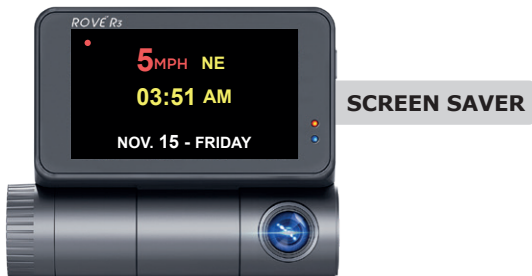 ROVE R3
5MPH NE
03:51 AM
NOV. 15 - FRIDAY
SCREEN SAVER